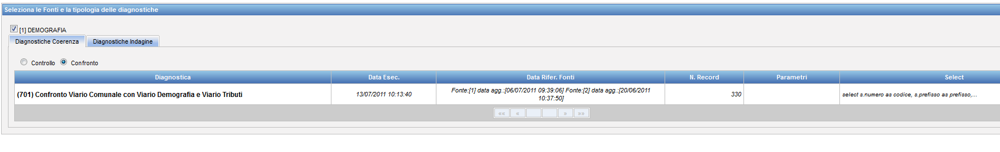 Seleziona le Fonti e la tipologia delle diagnostiche
[1] DEMOGRAFIA
Diagnostiche Coerenza Diagnostiche Indagine
Controllo Confronto
Diagnostica Data Esec. Data Rifer. Fonti N. Record Parametri Select
(701) Confronto Viario Comunale con Viario Demografia e Viario Tributi 13/07/2011 10:13:40 Fonte:[1] data agg.:[06/07/2011 09:39:06] Fonte:[2] data agg.:[20/06/2011 330 select s.numero as codice, s.prefisso as prefisso,...
10:37:50]
«« « » »»